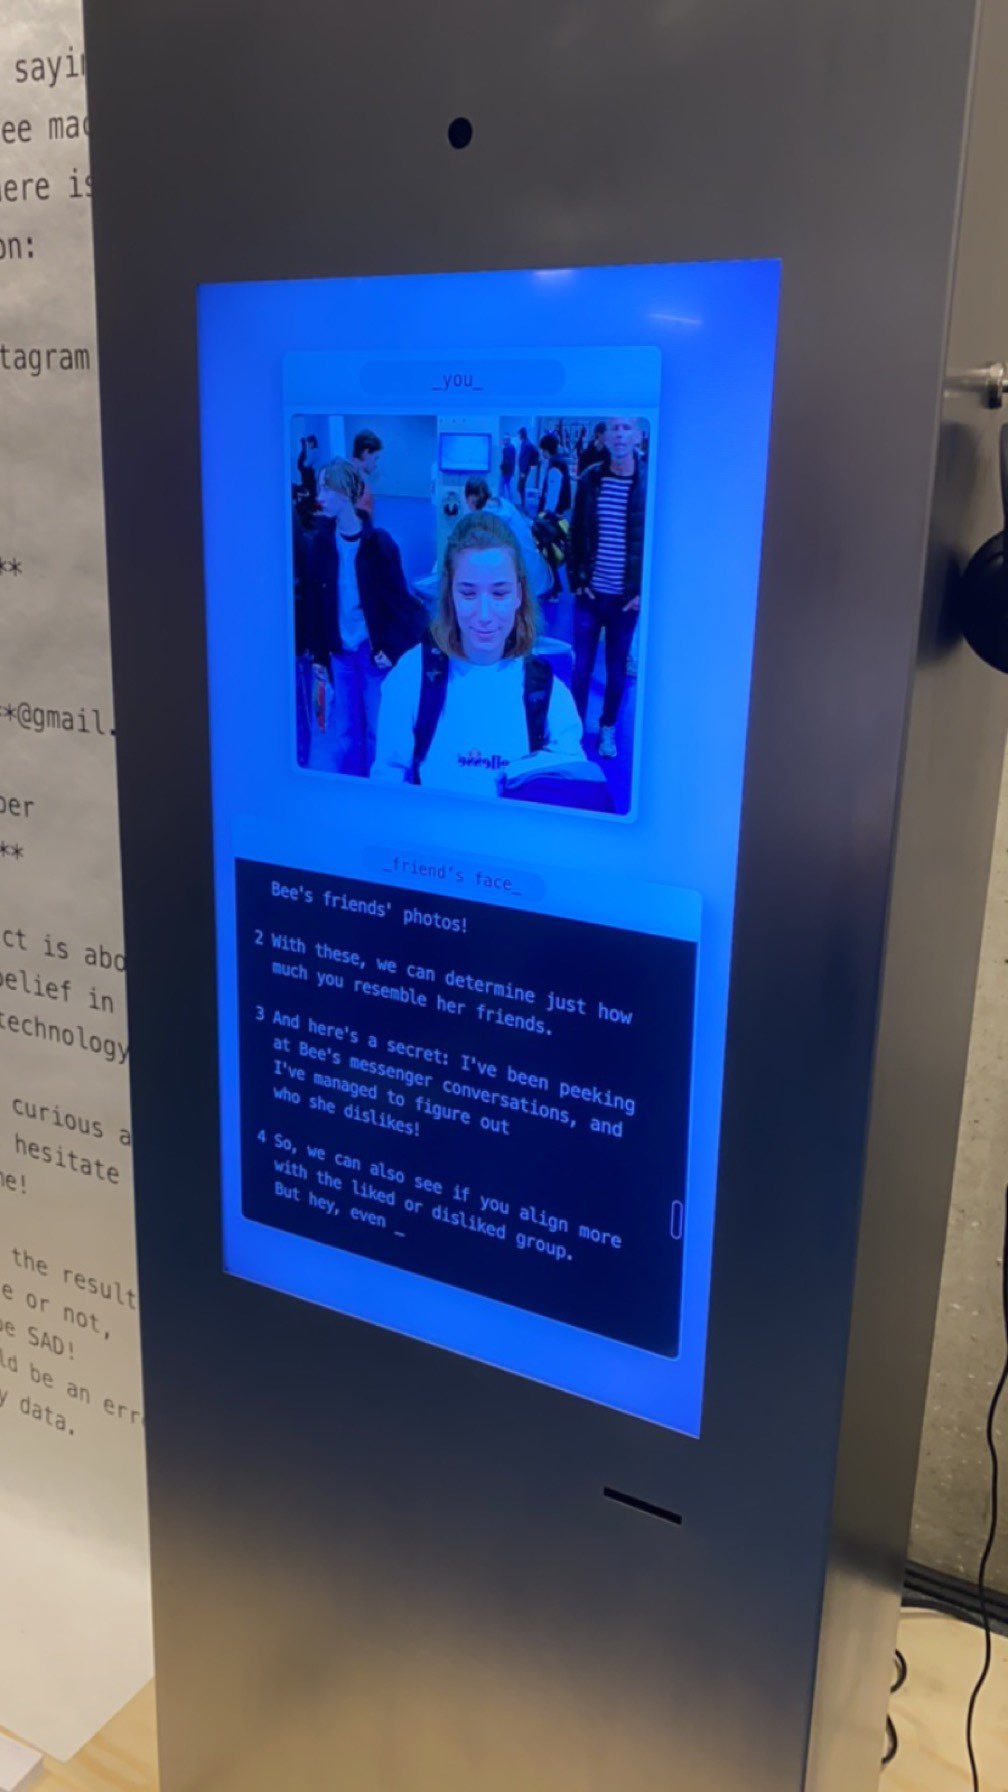 sayin
ee mad
ere is
on:
tagram
**
*@gmail.
ber
**
ct is abo
belief in
technology
curious a
hesitate
me!
the result
e or not,
be SAD!
ld be an erro
y data.
_you_
_friend's face_
Bee's friends' photos!
2 With these, we can determine just how
much you resemble her friends.
3 And here's a secret: I've been peeking
at Bee's messenger conversations, and
I've managed to figure out
who she dislikes!
4 So, we can also see if you align more
with the liked or disliked group.
But hey, even _